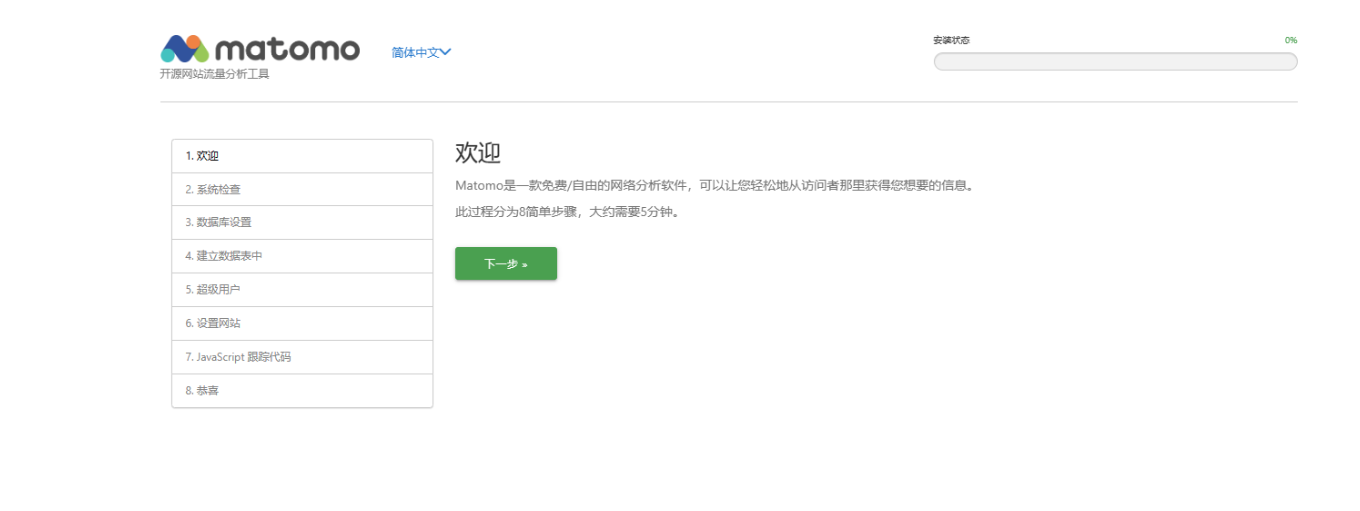 matomo
简体中文
安装状态
0%
开源网站流量分析工具
1. 欢迎
2. 系统检查
3. 数据库设置
4. 建立数据表中
5. 超级用户
6. 设置网站
7. JavaScript 跟踪代码
8. 恭喜
欢迎
Matomo是一款免费/自由的网络分析软件，可以让您轻松地从访问者那里获得您想要的信息。
此过程分为8简单步骤，大约需要5分钟。
下一步 »